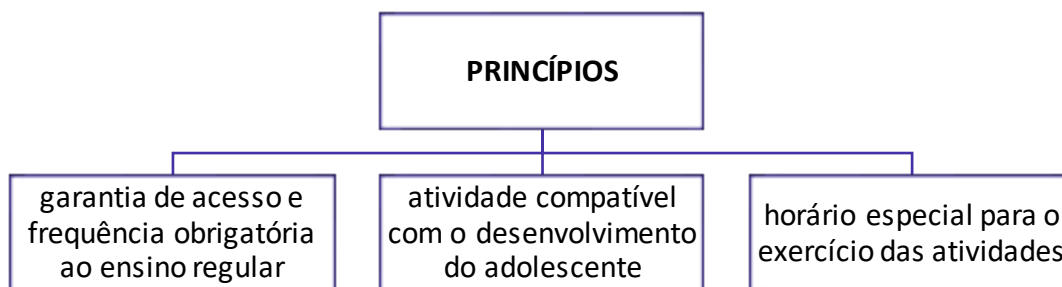 PRINCÍPIOS
garantia de acesso e
frequência obrigatória
ao ensino regular
atividade compatível
com o desenvolvimento
do adolescente
horário especial para o
exercício das atividades